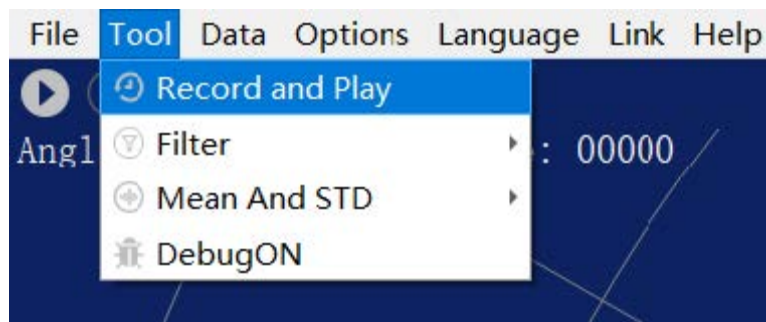 File Tool Data Options Language Link Help
Record and Play
Angl : 00000
Filter
Mean And STD
DebugON